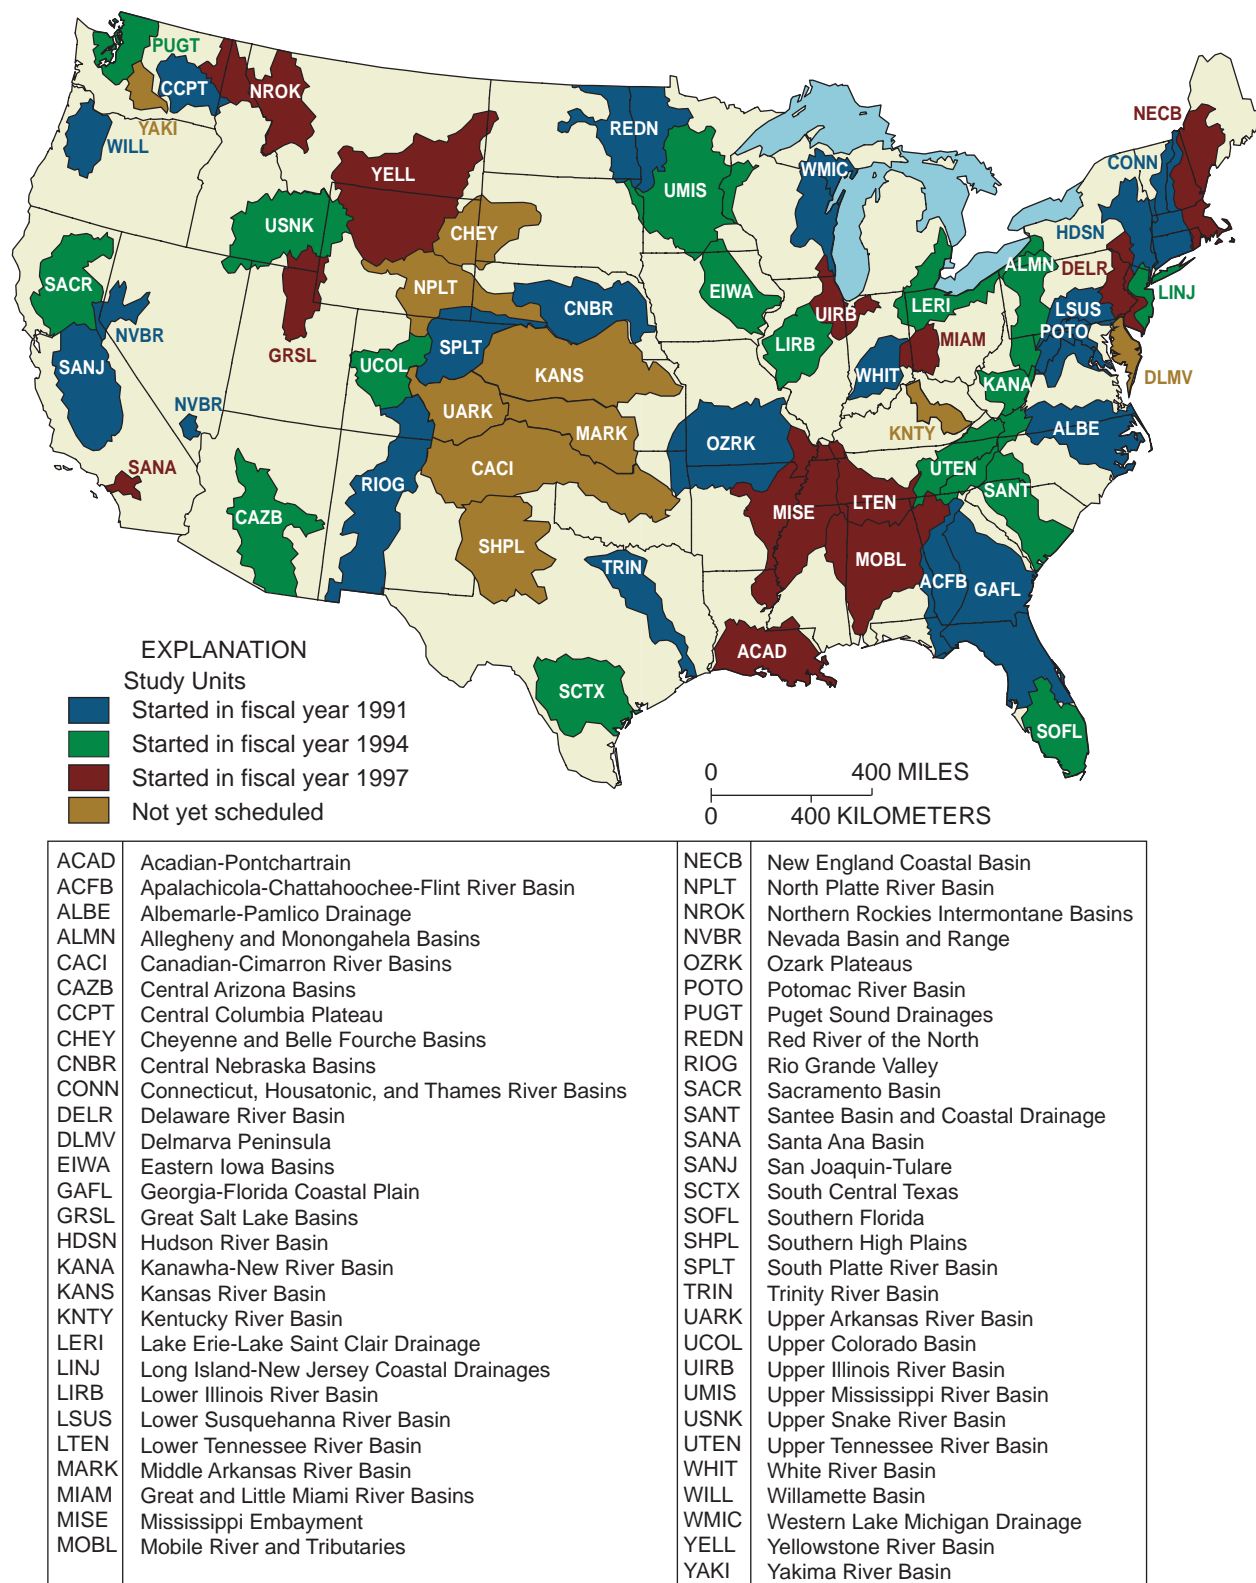 PUGT
CCPT
NROK
YAKI
WILL
YELL
REDN
UMIS
WMIC
NECB
CONN
HDSN
USNK
CHEY
SACR
NVBR
NPLT
CNBR
EIWA
UIRB
LERI
ALMN
DELR
LINJ
LSUS
POTO
SANJ
GRSL
UCOL
SPLT
KANS
LIRB
WHIT
MIAM
KANA
DLMV
NVBR
UARK
MARK
OZRK
KNTY
ALBE
SANA
RIOG
CACI
UTEN
SANT
CAZB
SHPL
MISE
LTEN
TRIN
MOBL
ACFB
GAFL
ACAD
SCTX
SOFL
EXPLANATION
Study Units
Started in fiscal year 1991
Started in fiscal year 1994
Started in fiscal year 1997
Not yet scheduled
0 400 MILES
0 400 KILOMETERS
ACAD Acadian-Pontchartrain
ACFB Apalachicola-Chattahoochee-Flint River Basin
ALBE Albemarle-Pamlico Drainage
ALMN Allegheny and Monongahela Basins
CACI Canadian-Cimarron River Basins
CAZB Central Arizona Basins
CCPT Central Columbia Plateau
CHEY Cheyenne and Belle Fourche Basins
CNBR Central Nebraska Basins
CONN Connecticut, Housatonic, and Thames River Basins
DELR Delaware River Basin
DLMV Delmarva Peninsula
EIWA Eastern Iowa Basins
GAFL Georgia-Florida Coastal Plain
GRSL Great Salt Lake Basins
HDSN Hudson River Basin
KANA Kanawha-New River Basin
KANS Kansas River Basin
KNTY Kentucky River Basin
LERI Lake Erie-Lake Saint Clair Drainage
LINJ Long Island-New Jersey Coastal Drainages
LIRB Lower Illinois River Basin
LSUS Lower Susquehanna River Basin
LTEN Lower Tennessee River Basin
MARK Middle Arkansas River Basin
MIAM Great and Little Miami River Basins
MISE Mississippi Embayment
MOBL Mobile River and Tributaries
NECB New England Coastal Basin
NPLT North Platte River Basin
NROK Northern Rockies Intermontane Basins
NVBR Nevada Basin and Range
OZRK Ozark Plateaus
POTO Potomac River Basin
PUGT Puget Sound Drainages
REDN Red River of the North
RIOG Rio Grande Valley
SACR Sacramento Basin
SANT Santee Basin and Coastal Drainage
SANA Santa Ana Basin
SANJ San Joaquin-Tulare
SCTX South Central Texas
SOFL Southern Florida
SHPL Southern High Plains
SPLT South Platte River Basin
TRIN Trinity River Basin
UARK Upper Arkansas River Basin
UCOL Upper Colorado Basin
UIRB Upper Illinois River Basin
UMIS Upper Mississippi River Basin
USNK Upper Snake River Basin
UTEN Upper Tennessee River Basin
WHIT White River Basin
WILL Willamette Basin
WMIC Western Lake Michigan Drainage
YELL Yellowstone River Basin
YAKI Yakima River Basin